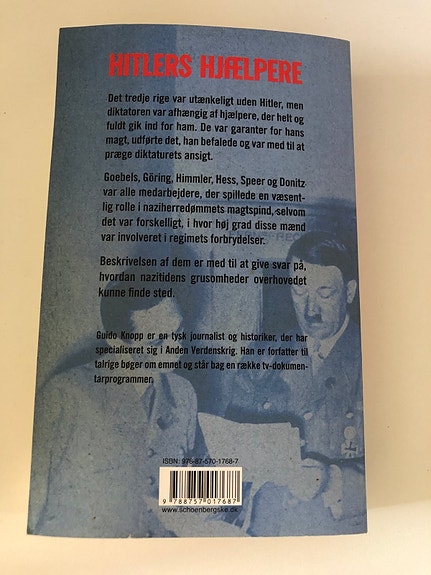 HITLERS HJÆLPERE
Det tredje rige var utænkeligt uden Hitler, men
diktatoren var afhængig af hjælpere, der helt og
fuldt gik ind for ham. De var garanter for hans
magt, udførte det, han befalede og var med til at
præge diktaturets ansigt.
Goebels, Göring, Himmler, Hess, Speer og Donitz
var alle medarbejdere, der spillede en væsent-
lig rolle i naziherredømmets magtspind, selvom
det var forskelligt, i hvor høj grad disse mænd
var involveret i regimets forbrydelser.
Beskrivelsen af dem er med til at give svar på,
hvordan nazitidens grusomheder overhovedet
kunne finde sted.
Guido Knopp er en tysk journalist og historiker, der har
specialiseret sig i Anden Verdenskrig. Han er forfatter til
talrige bøger om emnet og står bag en række tv-dokumen-
tarprogrammer.
ISBN: 978-87-570-1768-7
9 788757 017687
www.schoenbergske.dk